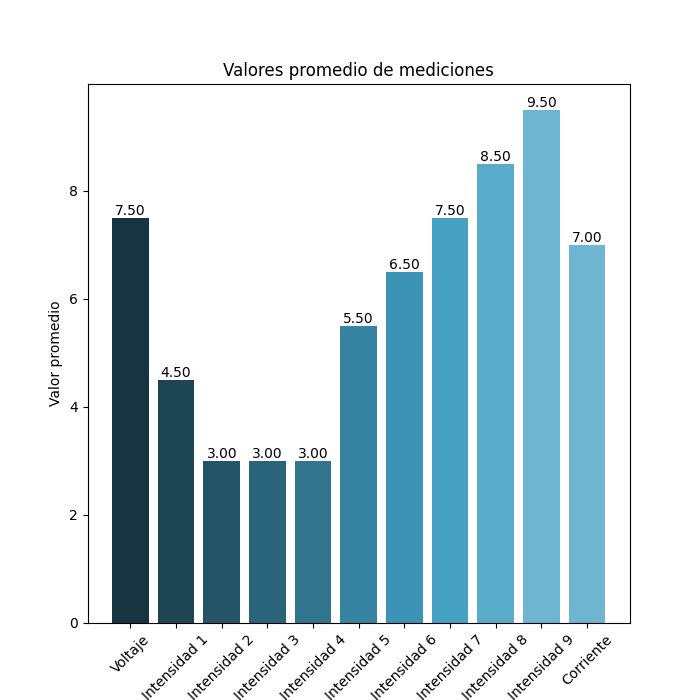 Valores promedio de mediciones
9.50
8.50
7.50
7.50
7.00
6.50
5.50
4.50
3.00
3.00
3.00
Valor promedio
8
6
4
2
0
Voltaje
Intensidad 1
Intensidad 2
Intensidad 3
Intensidad 4
Intensidad 5
Intensidad 6
Intensidad 7
Intensidad 8
Intensidad 9
Corriente